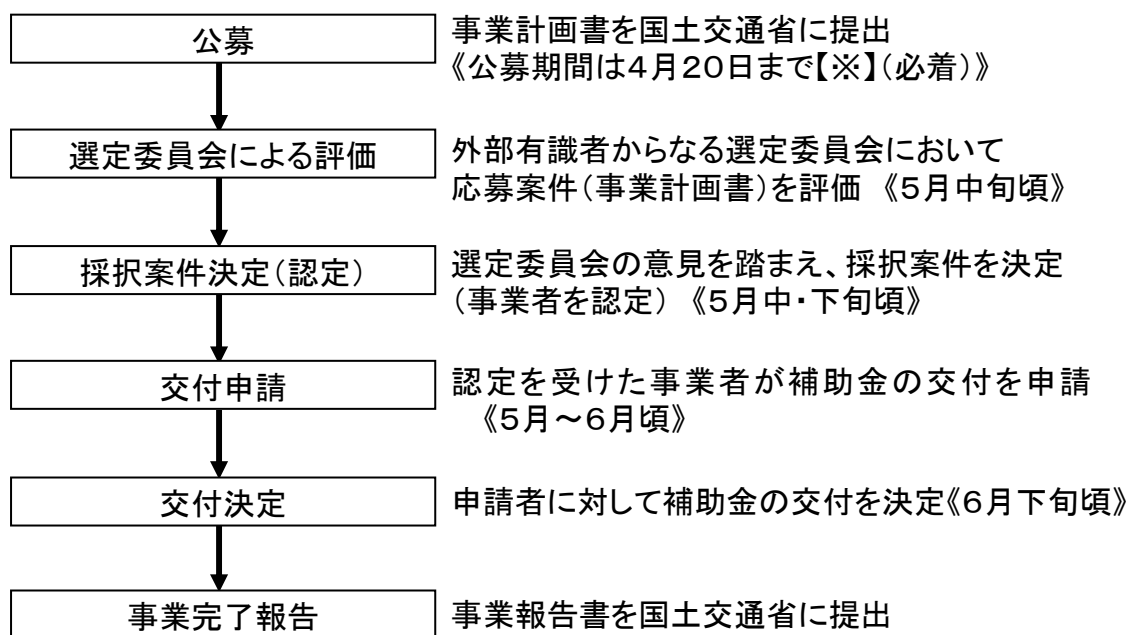 公募
事業計画書を国土交通省に提出
《公募期間は4月20日まで【※】(必着)》
選定委員会による評価
外部有識者からなる選定委員会において
応募案件(事業計画書)を評価 《5月中旬頃》
採択案件決定(認定)
選定委員会の意見を踏まえ、採択案件を決定
(事業者を認定) 《5月中・下旬頃》
交付申請
認定を受けた事業者が補助金の交付を申請
《5月~6月頃》
交付決定
申請者に対して補助金の交付を決定《6月下旬頃》
事業完了報告
事業報告書を国土交通省に提出